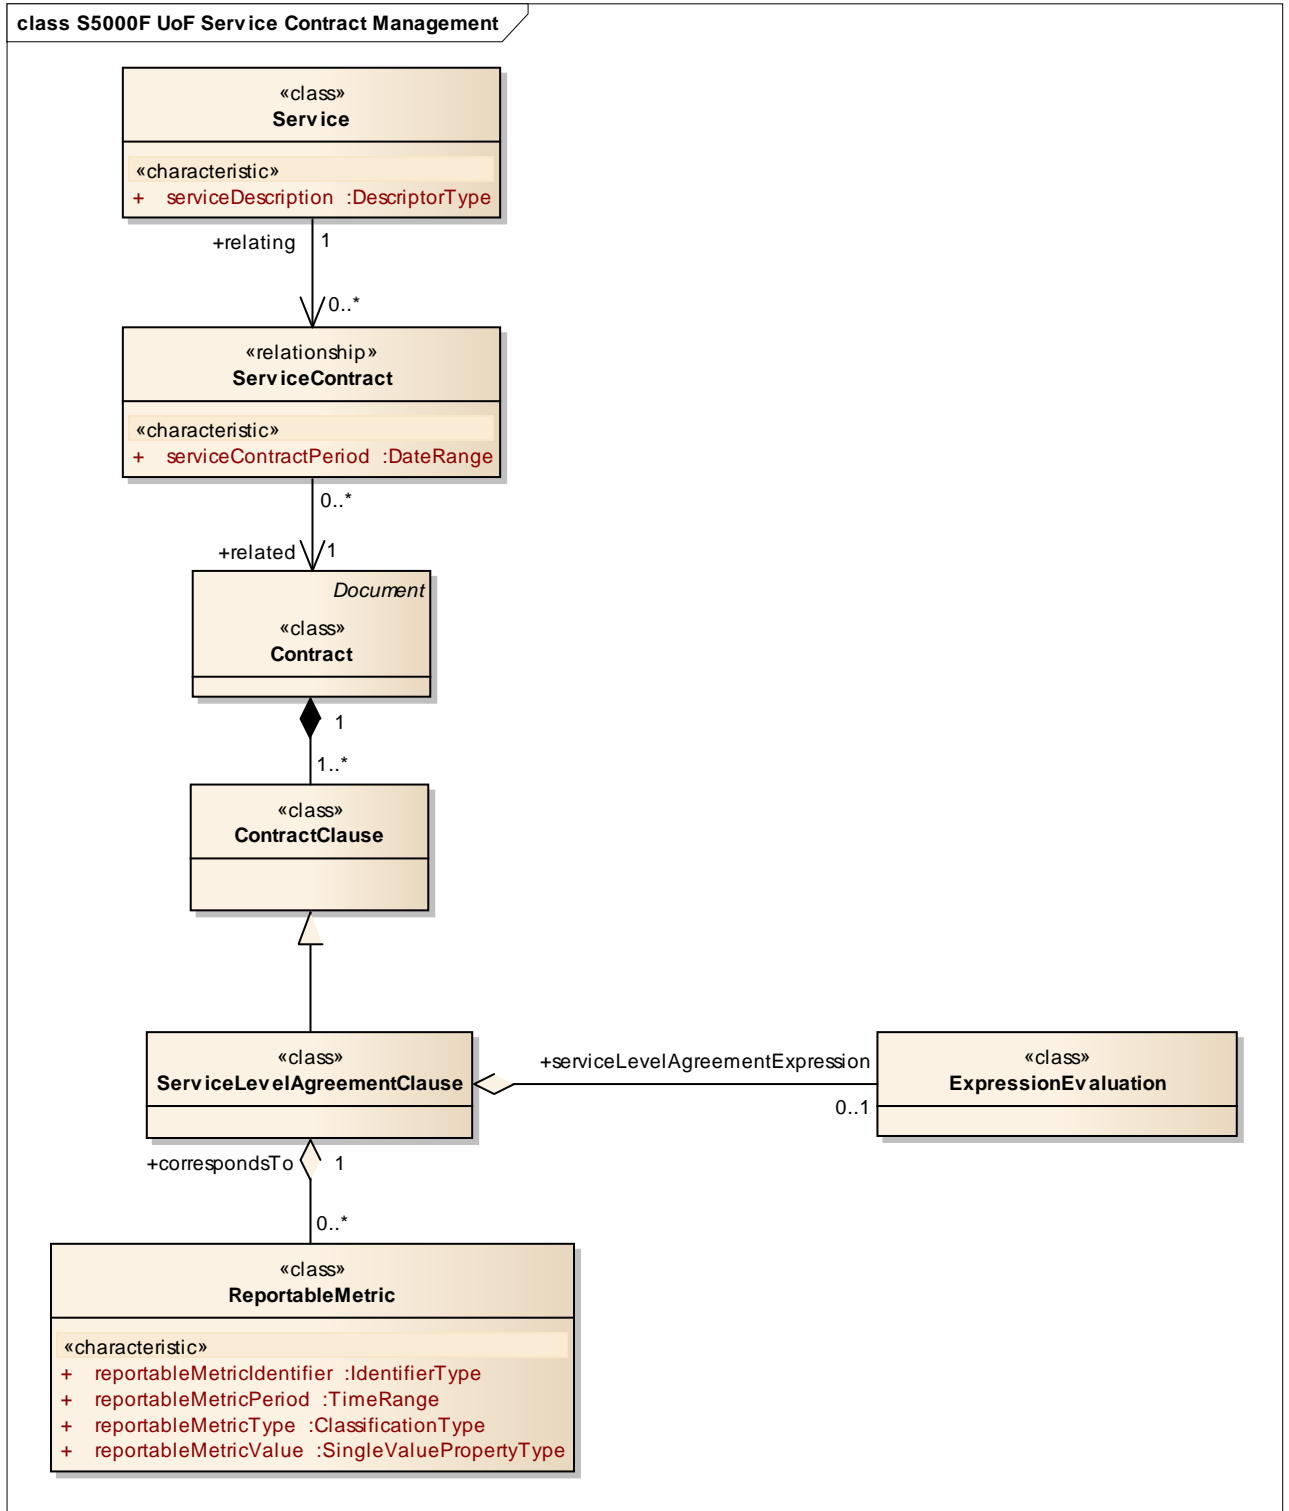 class S5000F UoF Service Contract Management
«class»
Service
«characteristic»
+ serviceDescription :DescriptorType
+relating 1
0..*
«relationship»
ServiceContract
«characteristic»
+ serviceContractPeriod :DateRange
0..*
+related 1
Document
«class»
Contract
1
1..*
«class»
ContractClause
«class»
ServiceLevelAgreementClause
+serviceLevelAgreementExpression
0..1
«class»
ExpressionEvaluation
+correspondsTo 1
0..*
«class»
ReportableMetric
«characteristic»
+ reportableMetricIdentifier :IdentifierType
+ reportableMetricPeriod :TimeRange
+ reportableMetricType :ClassificationType
+ reportableMetricValue :SingleValuePropertyType